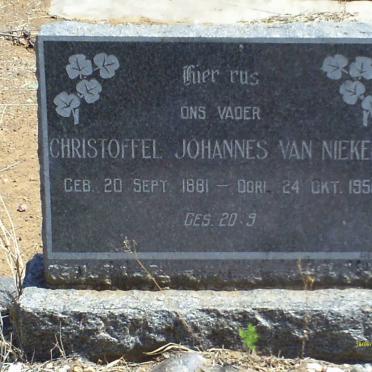 Hier rus
ONS VADER
CHRISTOFFEL JOHANNES VAN NIEKE
GEB. 20 SEPT. 1881 — OORL. 24 OKT. 195
GES. 20:9